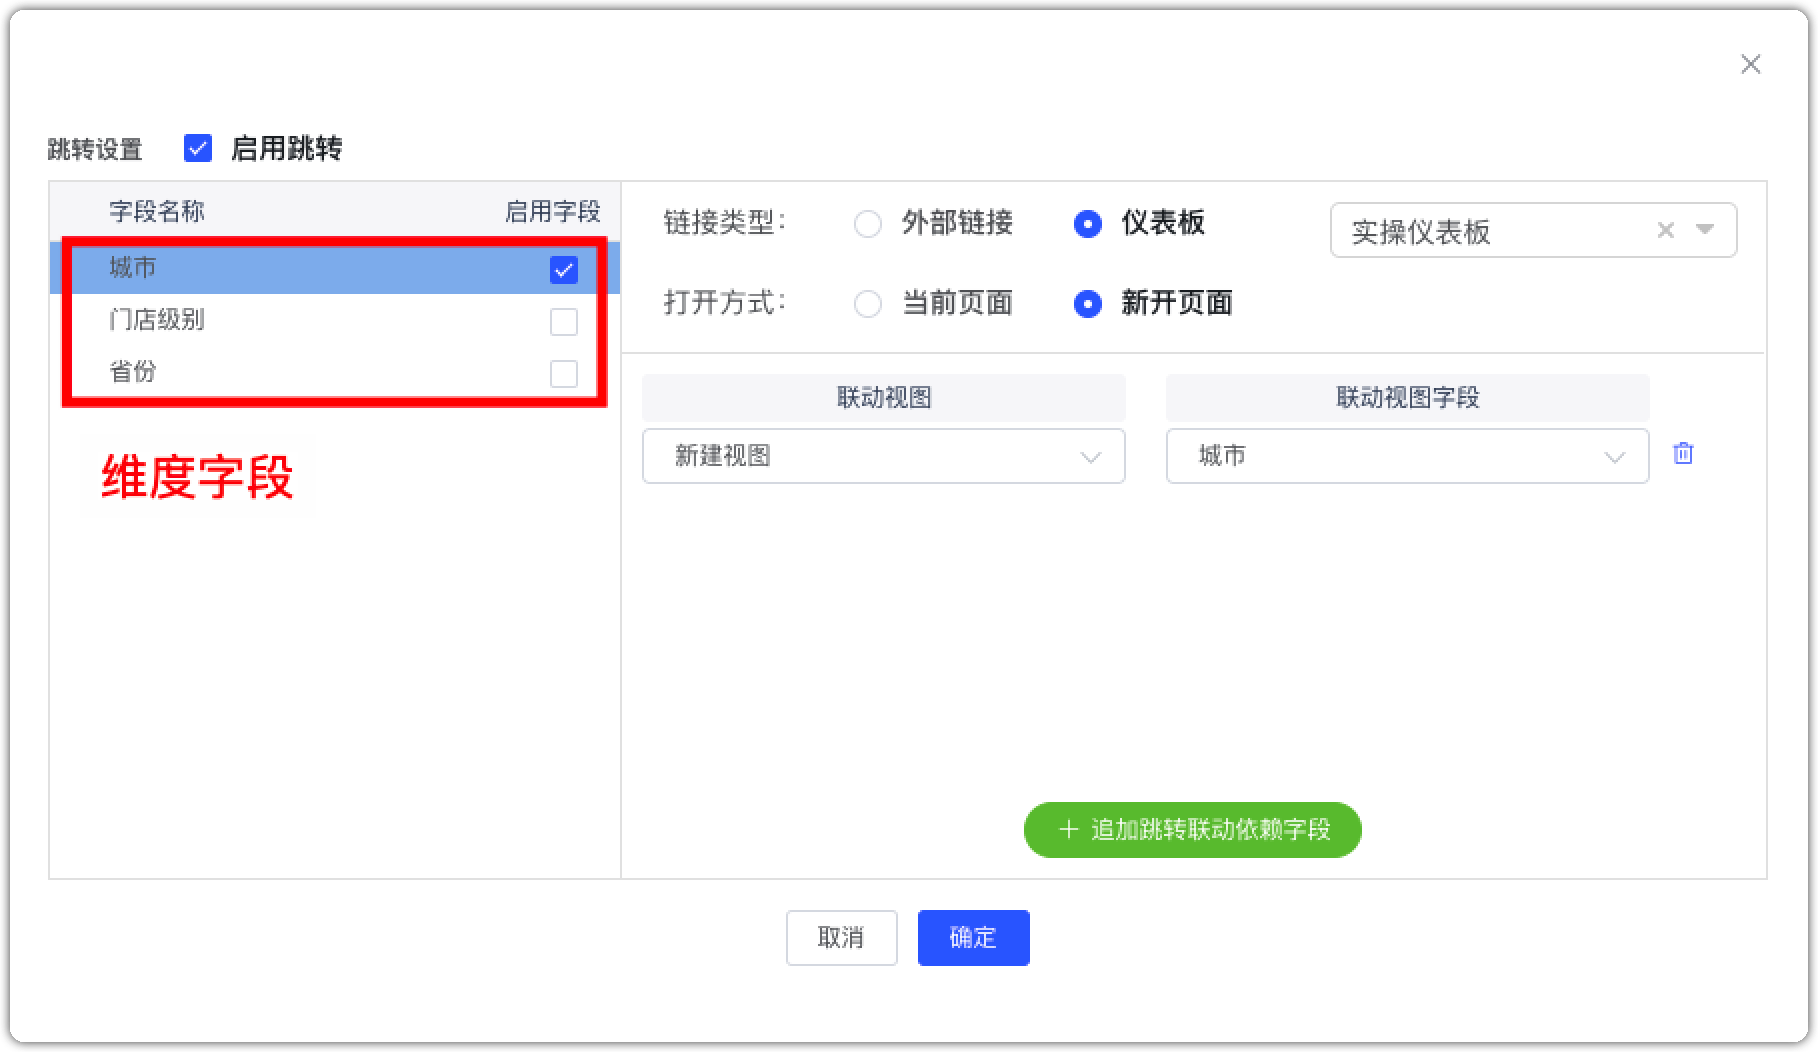 跳转设置 启用跳转
字段名称 启用字段
城市
门店级别
省份
维度字段
链接类型: 外部链接 仪表板 实操仪表板
打开方式: 当前页面 新开页面
联动视图 联动视图字段
新建视图 城市
+ 追加跳转联动依赖字段
取消 确定